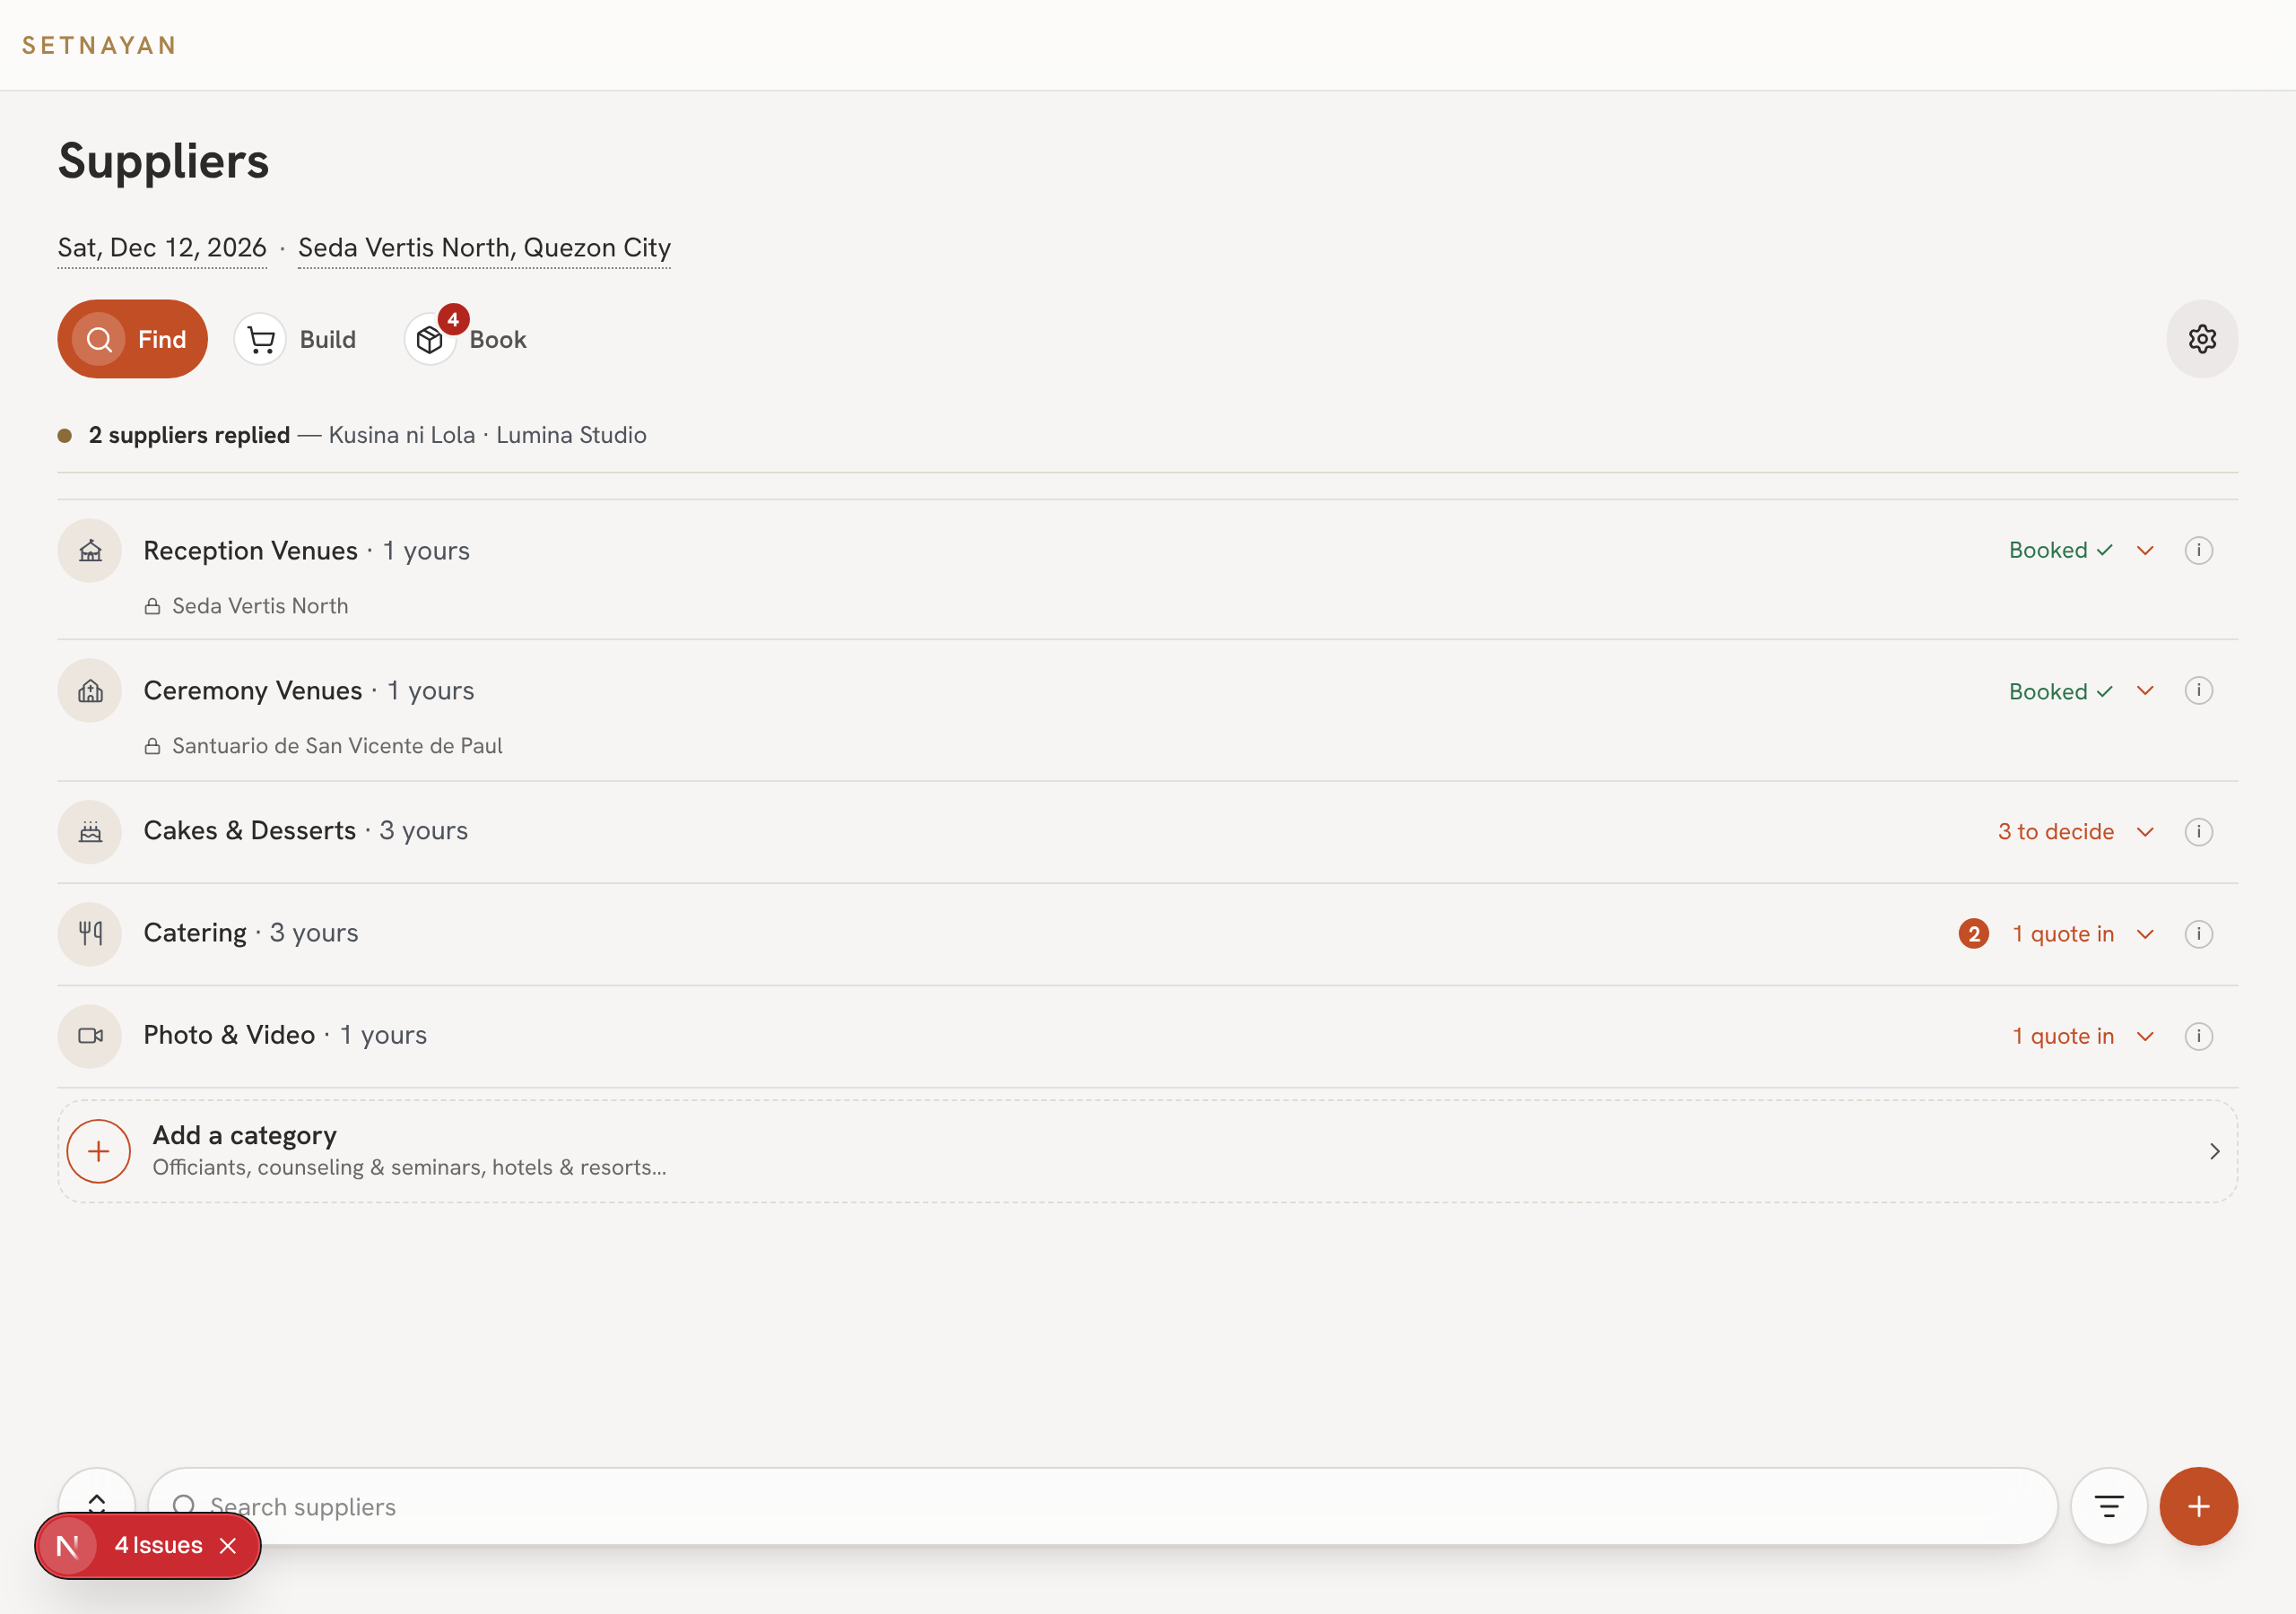 SETNAYAN
Suppliers
Sat, Dec 12, 2026 · Seda Vertis North, Quezon City
Find
Build
4
Book
2 suppliers replied — Kusina ni Lola · Lumina Studio
Reception Venues · 1 yours
Booked ✓
i
Seda Vertis North
Ceremony Venues · 1 yours
Booked ✓
i
Santuario de San Vicente de Paul
Cakes & Desserts · 3 yours
3 to decide
i
Catering · 3 yours
2
1 quote in
i
Photo & Video · 1 yours
1 quote in
i
Add a category
Officiants, counseling & seminars, hotels & resorts...
Search suppliers
N
4 Issues